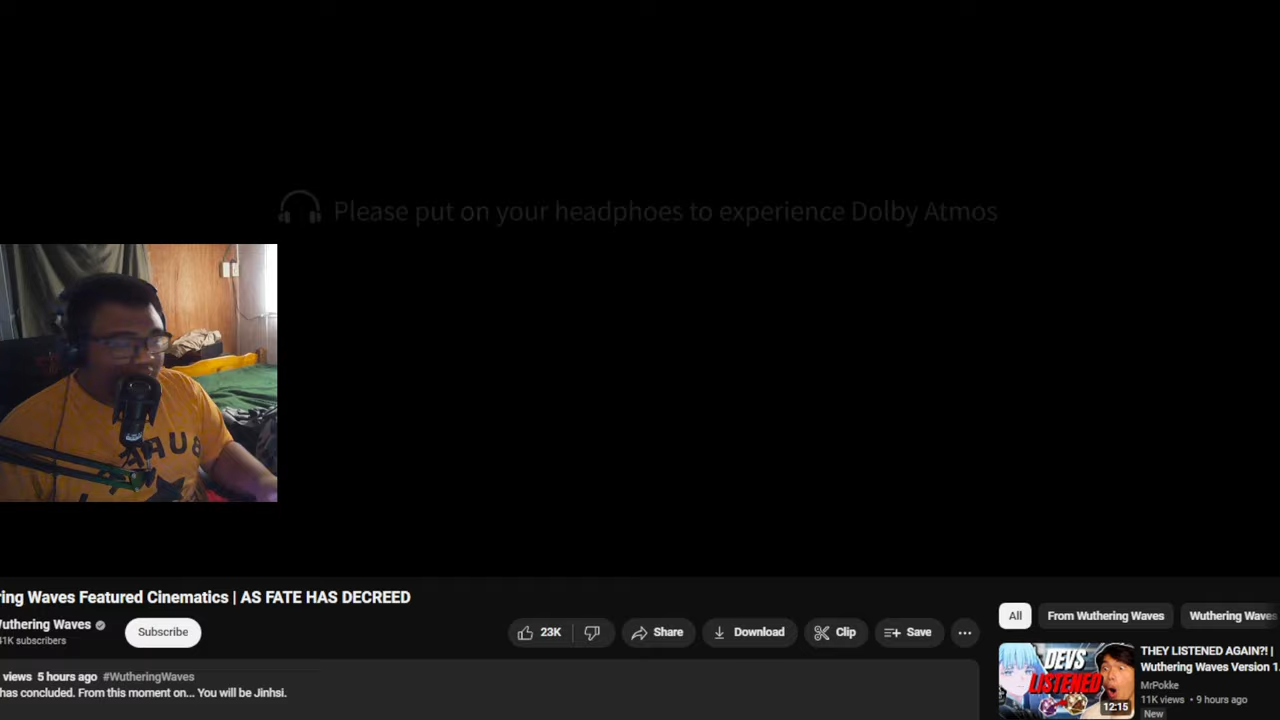 Please put on your headphoes to experience Dolby Atmos
ring Waves Featured Cinematics | AS FATE HAS DECREED
Wuthering Waves
41K subscribers
Subscribe
23K
Share
Download
Clip
Save
views 5 hours ago #WutheringWaves
has concluded. From this moment on... You will be Jinhsi.
All
From Wuthering Waves
Wuthering Waves
DEVS
LISTENED
12:15
THEY LISTENED AGAIN?! |
Wuthering Waves Version 1.
MrPokke
11K views • 9 hours ago
New